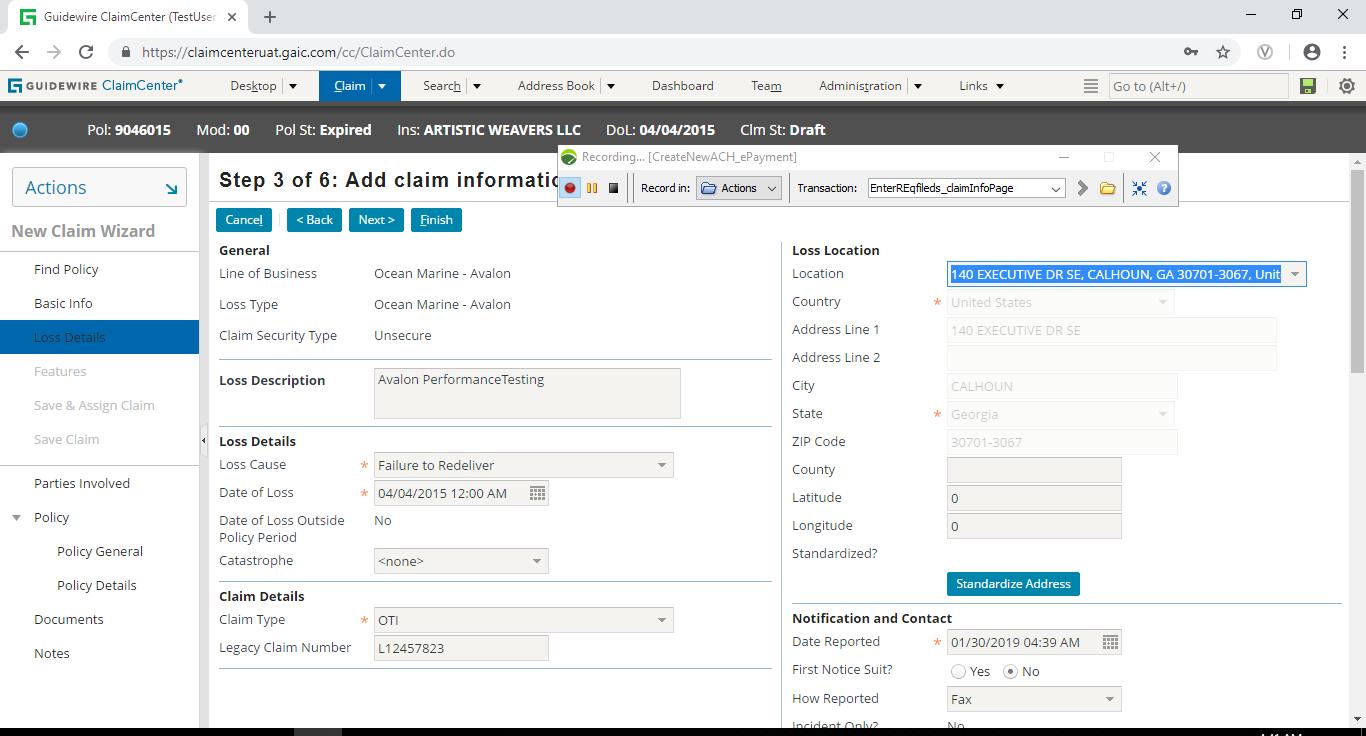 Guidewire ClaimCenter (TestUser
https://claimcenteruat.gaic.com/cc/ClaimCenter.do
GUIDEWIRE ClaimCenter® Desktop Claim Search Address Book Dashboard Team Administration Links Go to (Alt+/)
Pol: 9046015 Mod: 00 Pol St: Expired Ins: ARTISTIC WEAVERS LLC DoL: 04/04/2015 Clm St: Draft
Recording... [CreateNewACH_ePayment]
Record in: Actions Transaction: EnterREqfileds_claimInfoPage
Actions
New Claim Wizard
Find Policy
Basic Info
Loss Details
Features
Save & Assign Claim
Save Claim
Parties Involved
Policy
Policy General
Policy Details
Documents
Notes
Step 3 of 6: Add claim informatio
Cancel < Back Next > Finish
General
Line of Business Ocean Marine - Avalon
Loss Type Ocean Marine - Avalon
Claim Security Type Unsecure
Loss Description Avalon PerformanceTesting
Loss Details
Loss Cause * Failure to Redeliver
Date of Loss * 04/04/2015 12:00 AM
Date of Loss Outside No
Policy Period
Catastrophe <none>
Claim Details
Claim Type * OTI
Legacy Claim Number L12457823
Loss Location
Location 140 EXECUTIVE DR SE, CALHOUN, GA 30701-3067, Unit
Country * United States
Address Line 1 140 EXECUTIVE DR SE
Address Line 2
City CALHOUN
State * Georgia
ZIP Code 30701-3067
County
Latitude 0
Longitude 0
Standardized?
Standardize Address
Notification and Contact
Date Reported * 01/30/2019 04:39 AM
First Notice Suit? Yes No
How Reported Fax
Incident Only? No